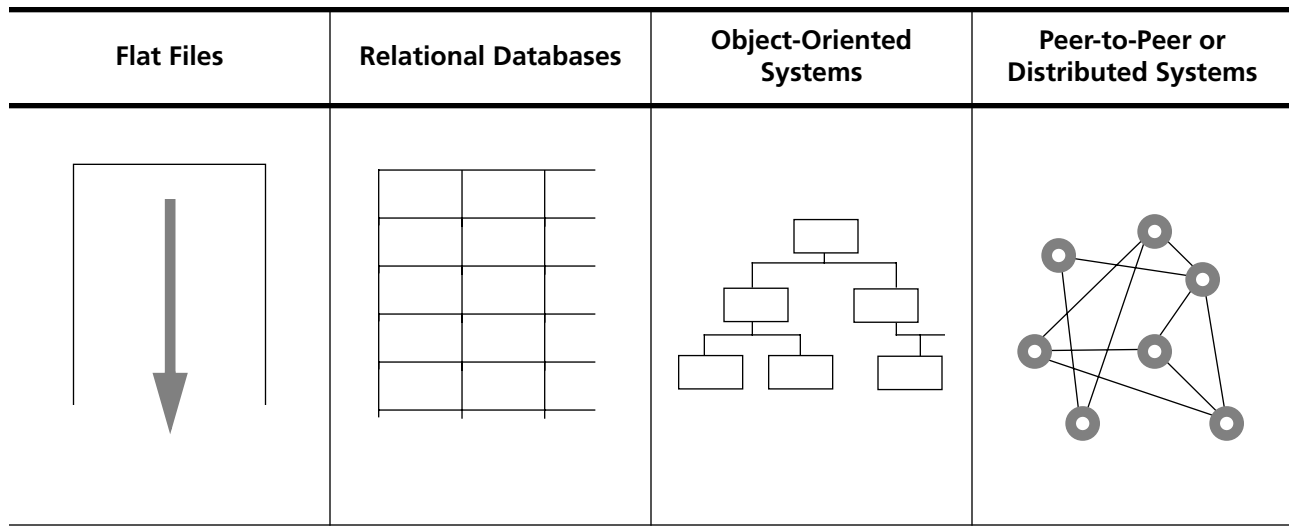 Flat Files
Relational Databases
Object-Oriented
Systems
Peer-to-Peer or
Distributed Systems